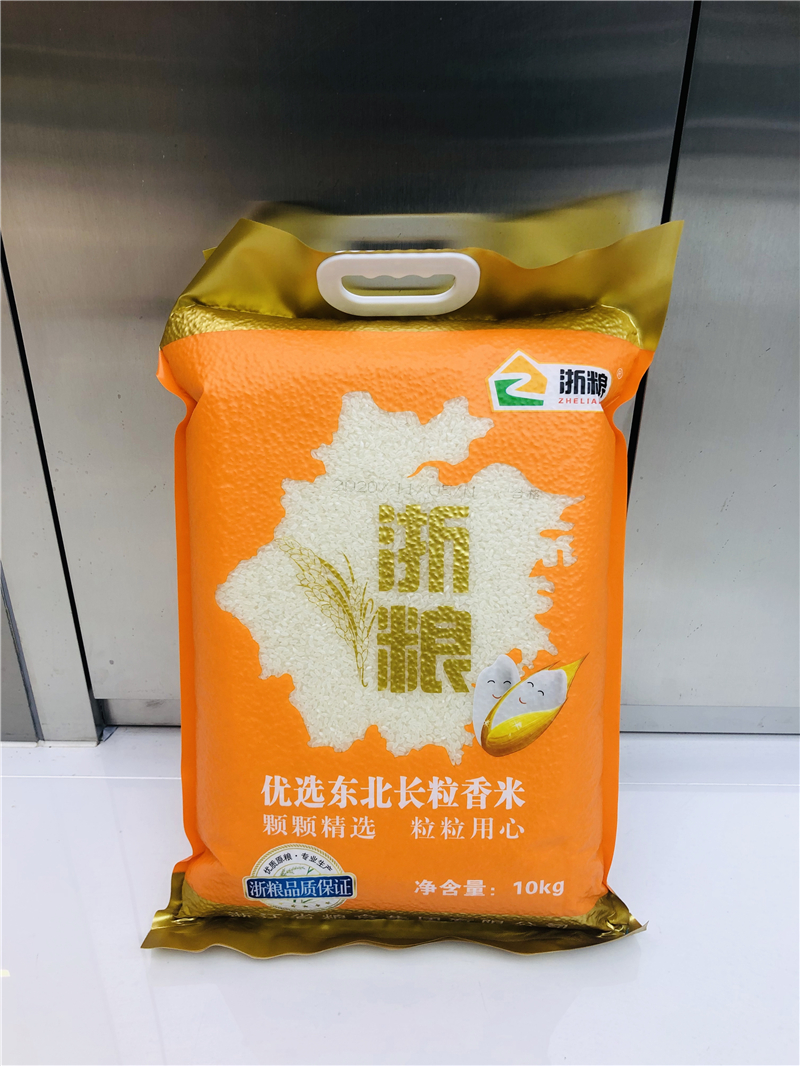 浙粮
ZHELIA
®
浙
粮
优选东北长粒香米
颗颗精选 粒粒用心
优质原粮·专业生产
浙粮品质保证
净含量：10kg